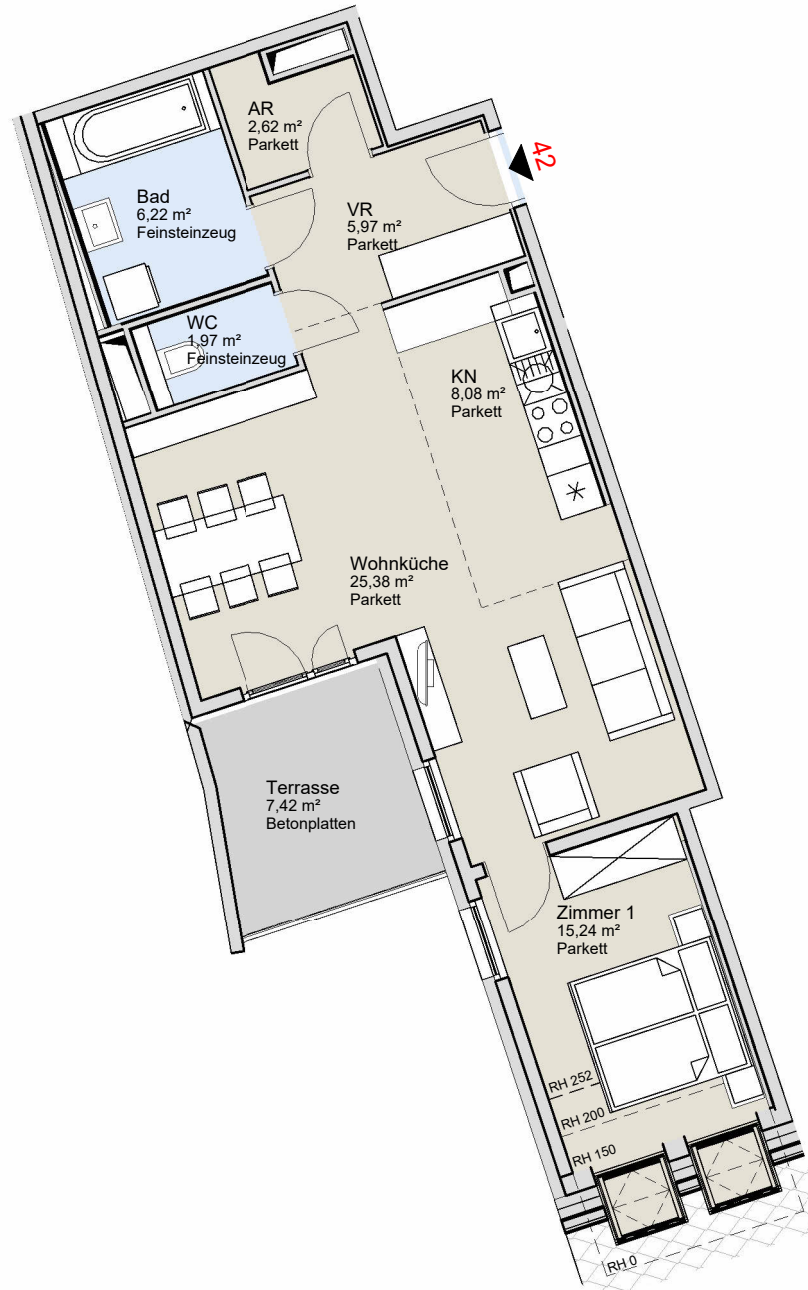 AR
2,62 m²
Parkett
42
Bad
6,22 m²
Feinsteinzeug
VR
5,97 m²
Parkett
WC
1,97 m²
Feinsteinzeug
KN
8,08 m²
Parkett
Wohnküche
25,38 m²
Parkett
Terrasse
7,42 m²
Betonplatten
Zimmer 1
15,24 m²
Parkett
RH 252
RH 200
RH 150
RH 0